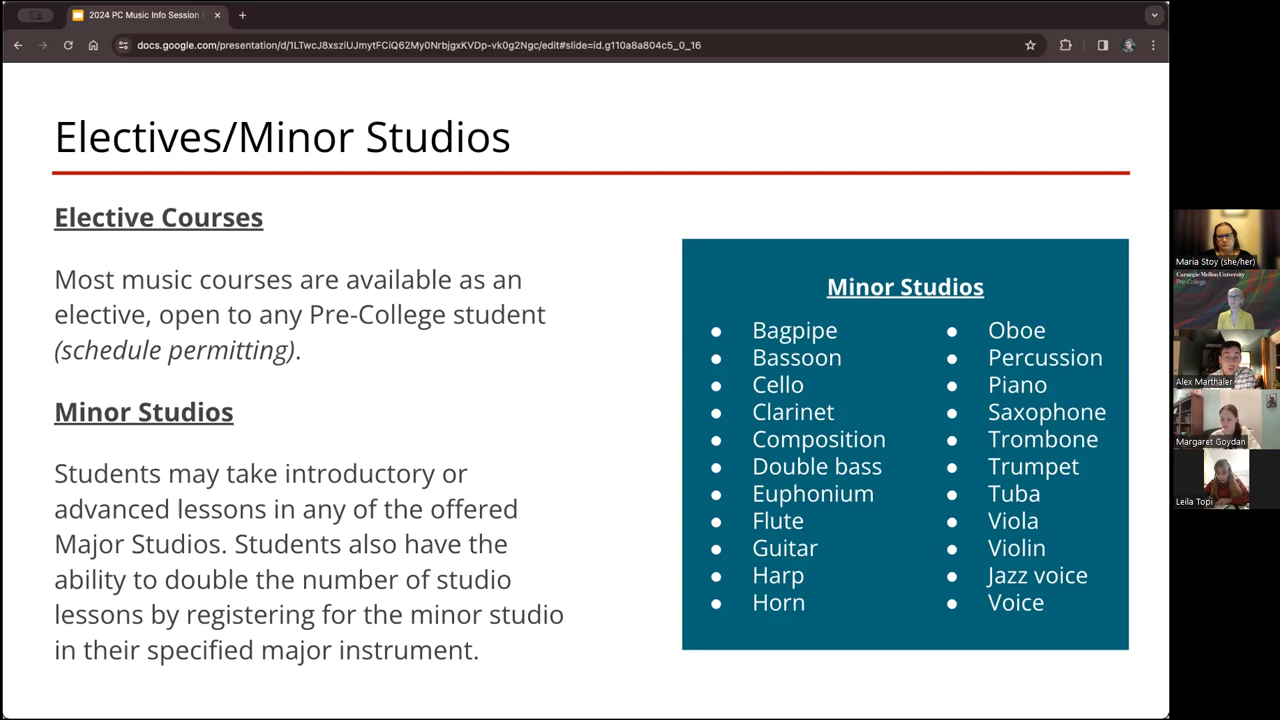 2024 PC Music Info Session
docs.google.com/presentation/d/1LTwcJ8xsziUJmytFCiQ62My0NrbjgxKVDp-vk0g2Ngc/edit#slide=id.g110a8a804c5_0_16
Electives/Minor Studios
Elective Courses
Most music courses are available as an
elective, open to any Pre-College student
(schedule permitting).
Minor Studios
Students may take introductory or
advanced lessons in any of the offered
Major Studios. Students also have the
ability to double the number of studio
lessons by registering for the minor studio
in their specified major instrument.
Minor Studios
● Bagpipe
● Bassoon
● Cello
● Clarinet
● Composition
● Double bass
● Euphonium
● Flute
● Guitar
● Harp
● Horn
● Oboe
● Percussion
● Piano
● Saxophone
● Trombone
● Trumpet
● Tuba
● Viola
● Violin
● Jazz voice
● Voice
Maria Stoy (she/her)
Carnegie Mellon University
Pre-College
Alex Marthaler
Margaret Goydan
Leila Topi